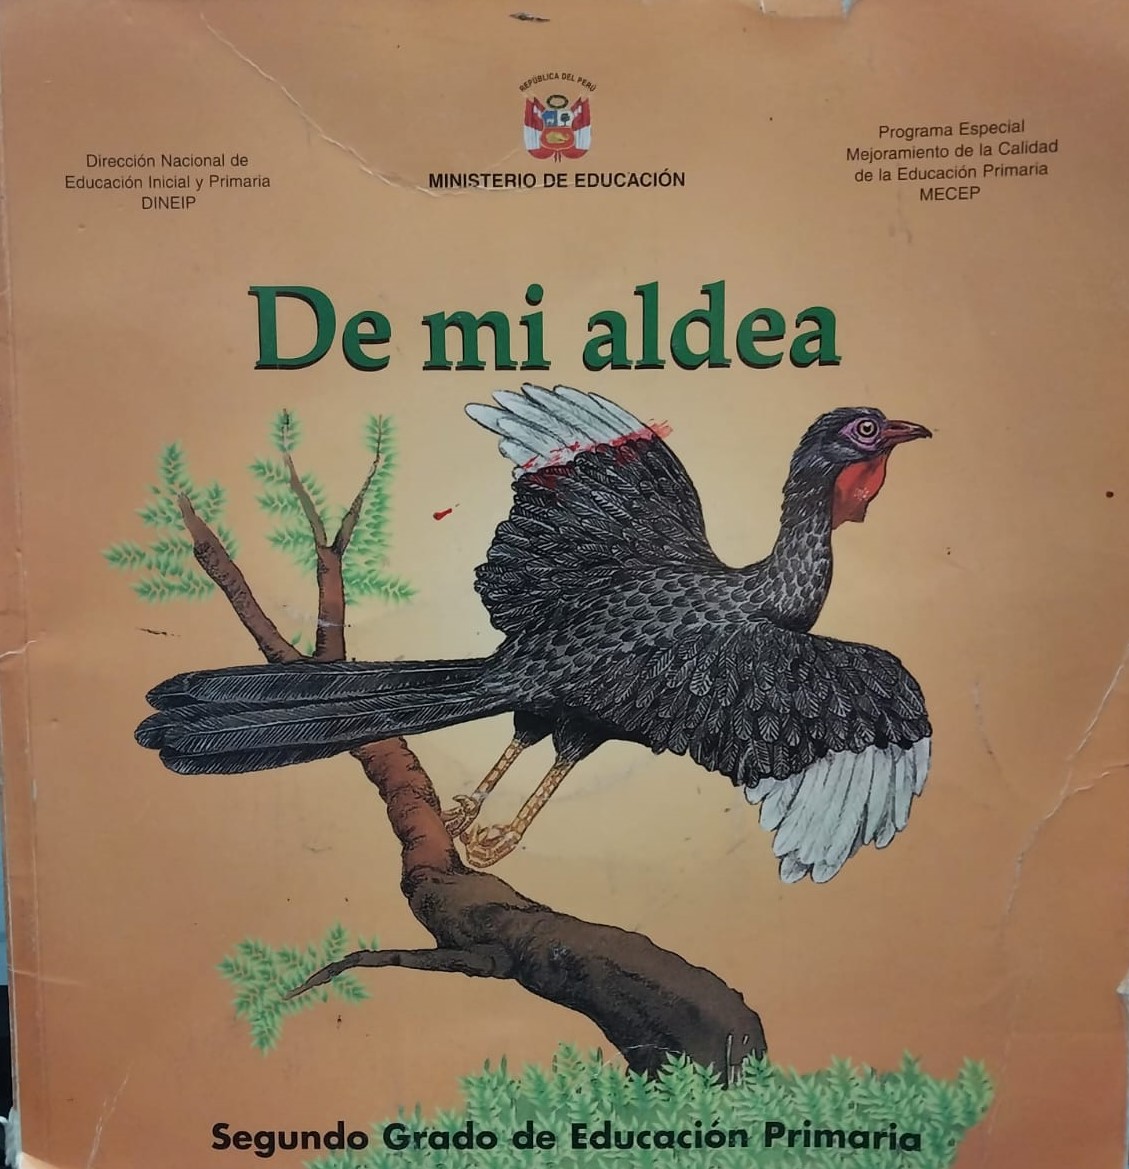 REPÚBLICA DEL PERÚ
Dirección Nacional de
Educación Inicial y Primaria
DINEIP
MINISTERIO DE EDUCACIÓN
Programa Especial
Mejoramiento de la Calidad
de la Educación Primaria
MECEP
De mi aldea
Segundo Grado de Educación Primaria